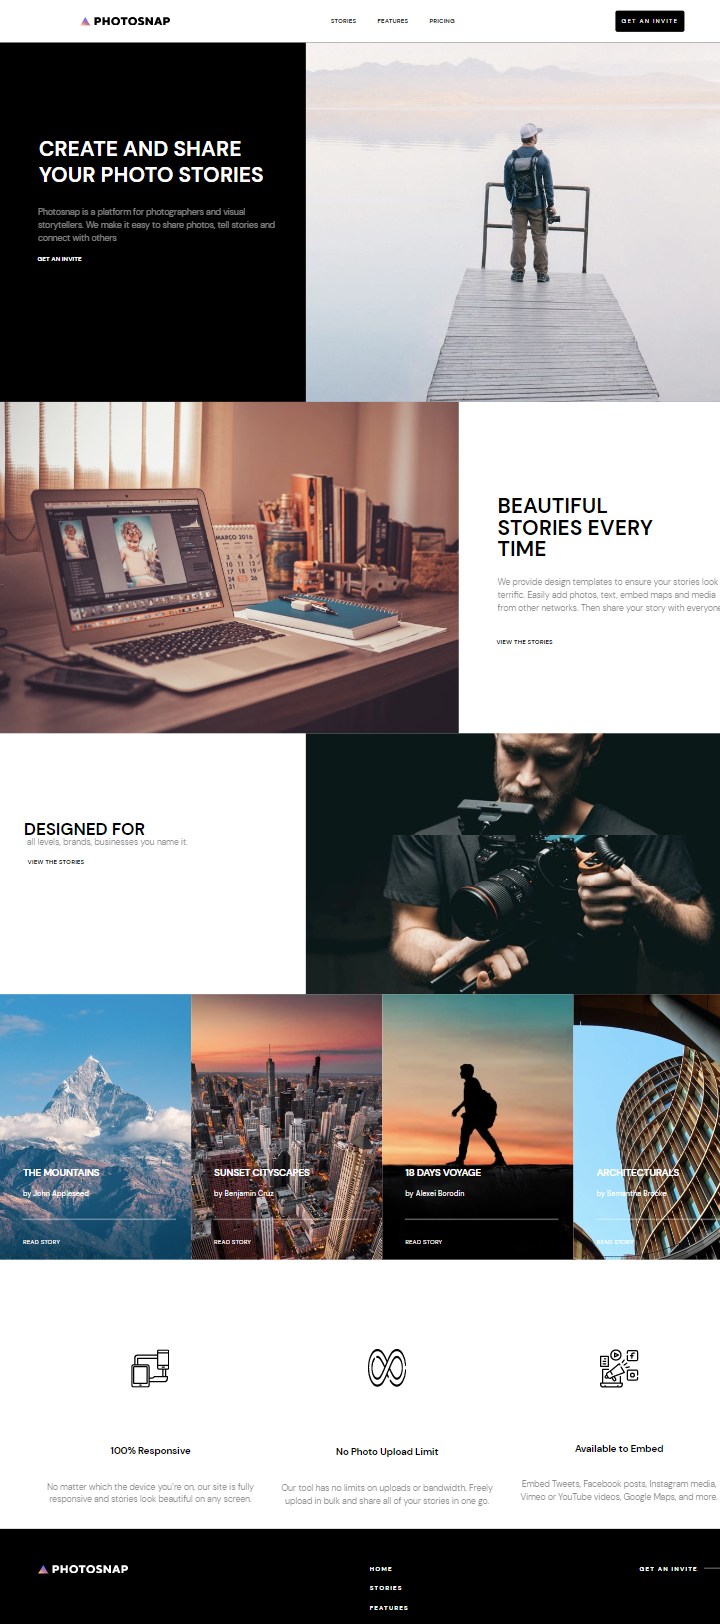 PHOTOSNAP
STORIES FEATURES PRICING
GET AN INVITE
CREATE AND SHARE
YOUR PHOTO STORIES
Photosnap is a platform for photographers and visual
storytellers. We make it easy to share photos, tell stories and
connect with others
GET AN INVITE
MARÇO 2016
BEAUTIFUL
STORIES EVERY
TIME
We provide design templates to ensure your stories look
terrific. Easily add photos, text, embed maps and media
from other networks. Then share your story with everyone
VIEW THE STORIES
DESIGNED FOR
all levels, brands, businesses you name it.
VIEW THE STORIES
THE MOUNTAINS
by John Appleseed
READ STORY
SUNSET CITYSCAPES
by Benjamin Cruz
READ STORY
18 DAYS VOYAGE
by Alexei Borodin
READ STORY
ARCHITECTURALS
by Samantha Brooke
READ STORY
100% Responsive
No matter which the device you're on, our site is fully
responsive and stories look beautiful on any screen.
No Photo Upload Limit
Our tool has no limits on uploads or bandwidth. Freely
upload in bulk and share all of your stories in one go.
Available to Embed
Embed Tweets, Facebook posts, Instagram media,
Vimeo or YouTube videos, Google Maps, and more.
PHOTOSNAP
HOME
STORIES
FEATURES
GET AN INVITE